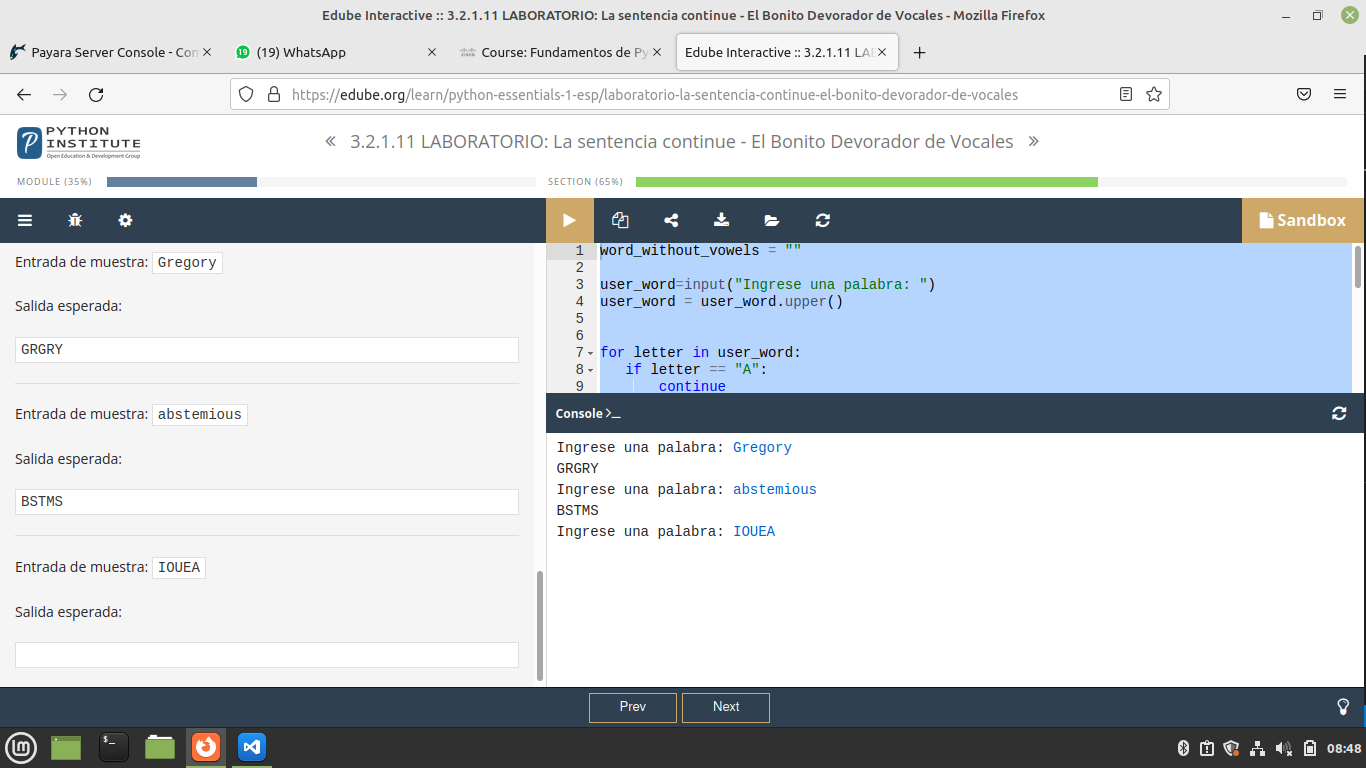 Edube Interactive :: 3.2.1.11 LABORATORIO: La sentencia continue - El Bonito Devorador de Vocales - Mozilla Firefox
Payara Server Console - Con
(19) WhatsApp
Course: Fundamentos de Py
Edube Interactive :: 3.2.1.11 LA
https://edube.org/learn/python-essentials-1-esp/laboratorio-la-sentencia-continue-el-bonito-devorador-de-vocales
PYTHON
INSTITUTE
Open Education & Development Group
« 3.2.1.11 LABORATORIO: La sentencia continue - El Bonito Devorador de Vocales »
MODULE (35%)
SECTION (65%)
Sandbox
Entrada de muestra: Gregory
Salida esperada:
GRGRY
Entrada de muestra: abstemious
Salida esperada:
BSTMS
Entrada de muestra: IOUEA
Salida esperada:
1 word_without_vowels = ""
2
3 user_word=input("Ingrese una palabra: ")
4 user_word = user_word.upper()
5
6
7 for letter in user_word:
8 if letter == "A":
9 continue
Console >_
Ingrese una palabra: Gregory
GRGRY
Ingrese una palabra: abstemious
BSTMS
Ingrese una palabra: IOUEA
Prev
Next
08:48